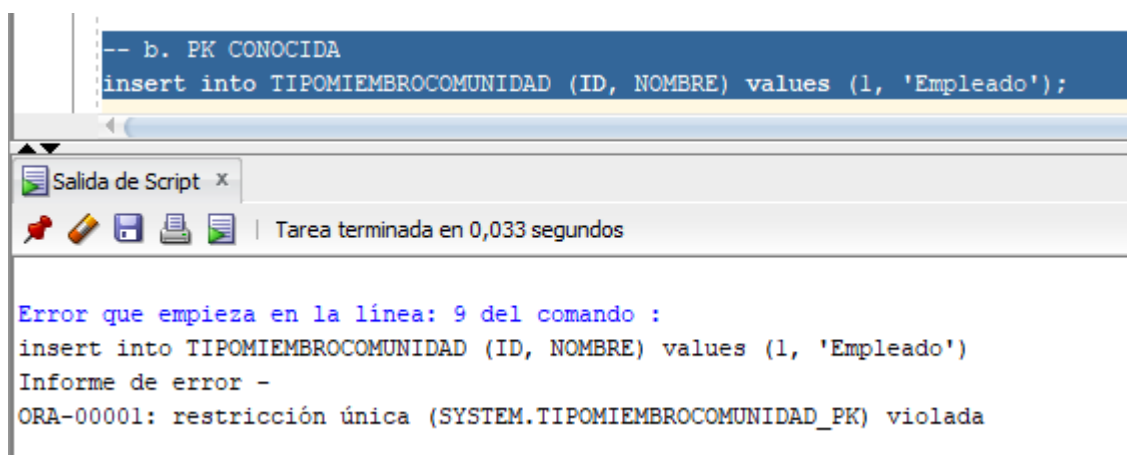 -- b. PK CONOCIDA
insert into TIPOMIEMBROCOMUNIDAD (ID, NOMBRE) values (1, 'Empleado');
Salida de Script x
Tarea terminada en 0,033 segundos
Error que empieza en la línea: 9 del comando :
insert into TIPOMIEMBROCOMUNIDAD (ID, NOMBRE) values (1, 'Empleado')
Informe de error -
ORA-00001: restricción única (SYSTEM.TIPOMIEMBROCOMUNIDAD_PK) violada